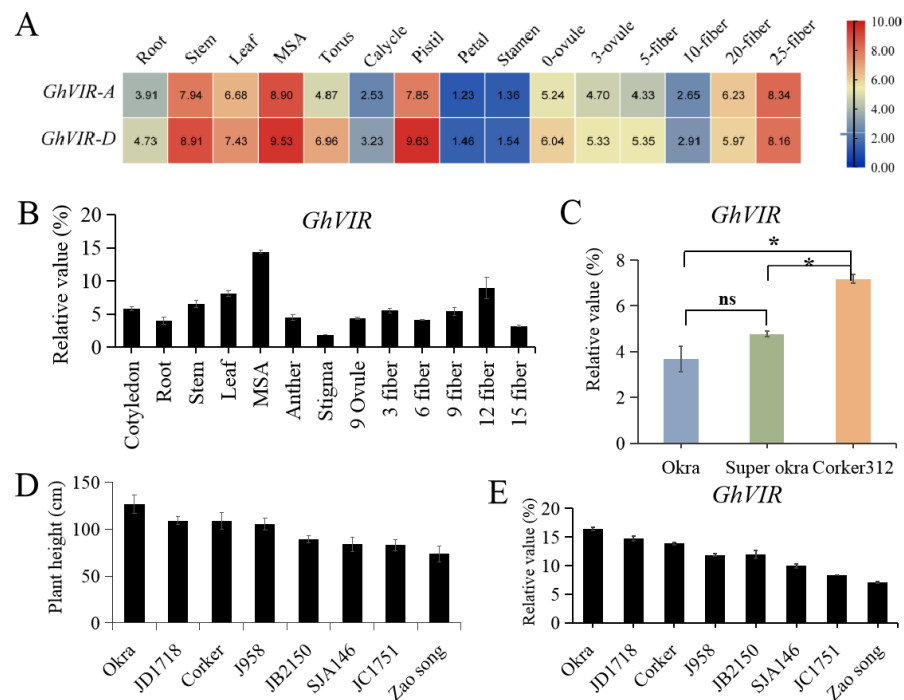 A
Root Stem Leaf MSA Torus Calycle Pistil Petal Stamen 0-ovule 3-ovule 5-fiber 10-fiber 20-fiber 25-fiber
GhVIR-A 3.91 7.94 6.68 8.90 4.87 2.53 7.85 1.23 1.36 5.24 4.70 4.33 2.65 6.23 8.34
GhVIR-D 4.73 8.91 7.43 9.53 6.96 3.23 9.63 1.46 1.54 6.04 5.33 5.35 2.91 5.97 8.16
10.00
8.00
6.00
4.00
2.00
0.00
B
GhVIR
Relative value (%)
20
15
10
5
0
Cotyledon Root Stem Leaf MSA Anther Stigma 9 Ovule 3 fiber 6 fiber 9 fiber 12 fiber 15 fiber
C
GhVIR
Relative value (%)
8
6
4
2
0
*
*
ns
Okra Super okra Corker312
D
Plant height (cm)
150
100
50
0
Okra JD1718 Corker J958 JB2150 SJA146 JC1751 Zao song
E
GhVIR
Relative value (%)
20
15
10
5
0
Okra JD1718 Corker J958 JB2150 SJA146 JC1751 Zao song